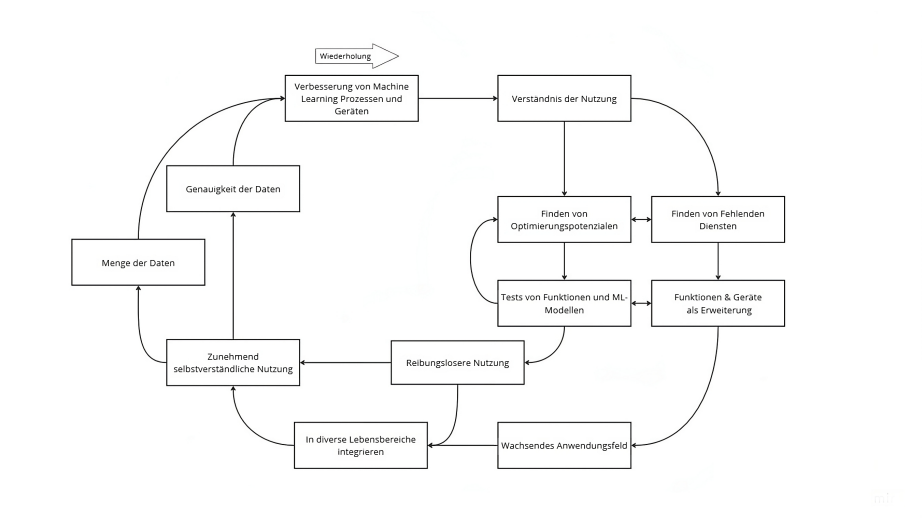 Wiederholung
Verbesserung von Machine
Learning Prozessen und
Geräten
Verständnis der Nutzung
Genauigkeit der Daten
Finden von
Optimierungspotenzialen
Finden von Fehlenden
Diensten
Menge der Daten
Tests von Funktionen und ML-
Modellen
Funktionen & Geräte
als Erweiterung
Zunehmend
selbstverständliche Nutzung
Reibungslosere Nutzung
In diverse Lebensbereiche
integrieren
Wachsendes Anwendungsfeld